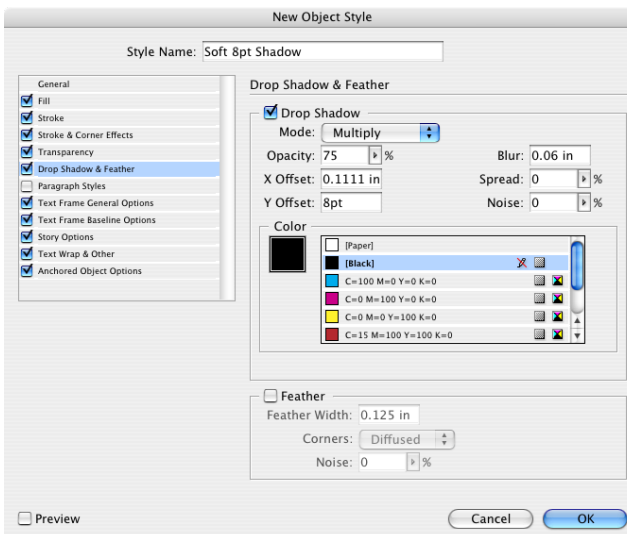 New Object Style
Style Name: Soft 8pt Shadow
General
Fill
Stroke
Stroke & Corner Effects
Transparency
Drop Shadow & Feather
Paragraph Styles
Text Frame General Options
Text Frame Baseline Options
Story Options
Text Wrap & Other
Anchored Object Options
Drop Shadow & Feather
Drop Shadow
Mode: Multiply
Opacity: 75 % Blur: 0.06 in
X Offset: 0.1111 in Spread: 0 %
Y Offset: 8pt Noise: 0 %
Color
[Paper]
[Black]
C=100 M=0 Y=0 K=0
C=0 M=100 Y=0 K=0
C=0 M=0 Y=100 K=0
C=15 M=100 Y=100 K=0
Feather
Feather Width: 0.125 in
Corners: Diffused
Noise: 0 %
Preview Cancel OK